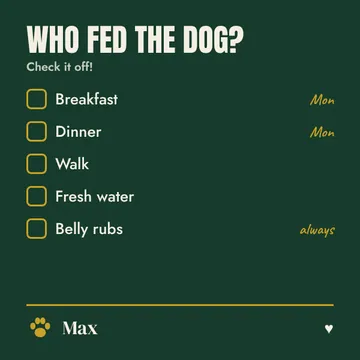 WHO FED THE DOG?
Check it off!
Breakfast Mon
Dinner Mon
Walk
Fresh water
Belly rubs always
Max ♥